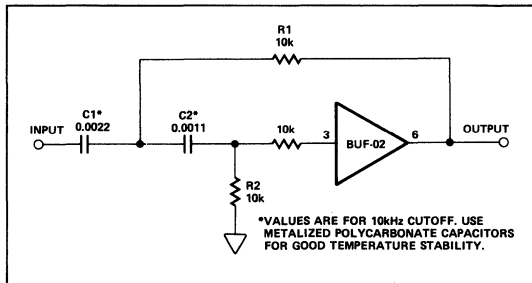 R1
10k
C1*
0.0022
C2*
0.0011
INPUT
10k
3
BUF-02
6
OUTPUT
R2
10k
*VALUES ARE FOR 10kHz CUTOFF. USE
METALIZED POLYCARBONATE CAPACITORS
FOR GOOD TEMPERATURE STABILITY.